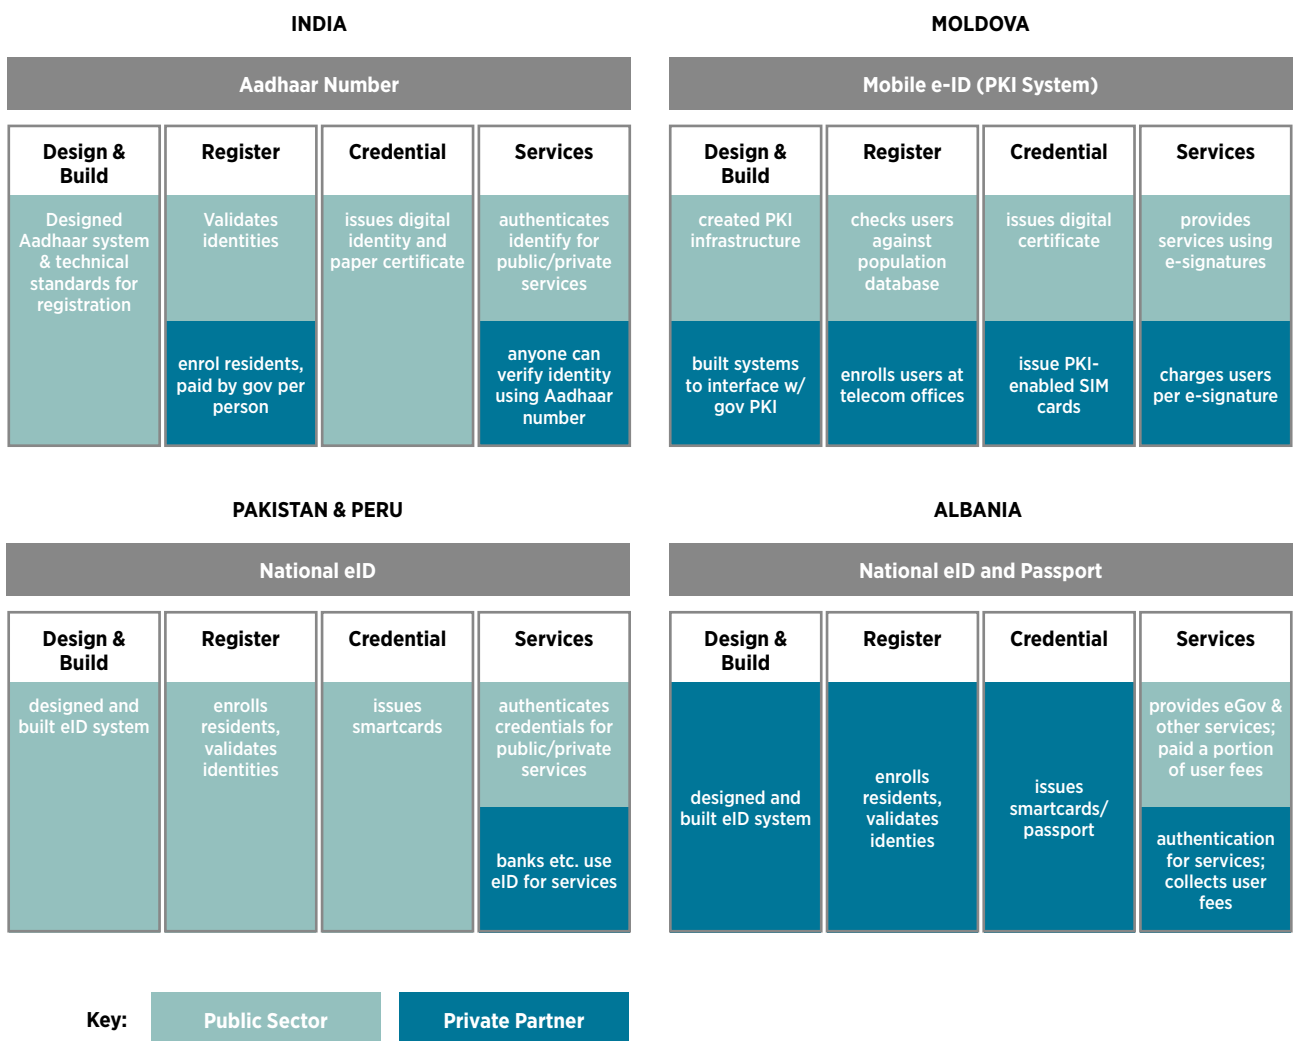 INDIA
Aadhaar Number
Design &
Build
Designed
Aadhaar system
& technical
standards for
registration
Register
Validates
identities
enrol residents,
paid by gov per
person
Credential
issues digital
identity and
paper certificate
Services
authenticates
identify for
public/private
services
anyone can
verify identity
using Aadhaar
number
MOLDOVA
Mobile e-ID (PKI System)
Design &
Build
created PKI
infrastructure
built systems
to interface w/
gov PKI
Register
checks users
against
population
database
enrolls users at
telecom offices
Credential
issues digital
certificate
issue PKI-
enabled SIM
cards
Services
provides
services using
e-signatures
charges users
per e-signature
PAKISTAN & PERU
National eID
Design &
Build
designed and
built eID system
Register
enrolls
residents,
validates
identities
Credential
issues
smartcards
Services
authenticates
credentials for
public/private
services
banks etc. use
eID for services
ALBANIA
National eID and Passport
Design &
Build
designed and
built eID system
Register
enrolls
residents,
validates
identies
Credential
issues
smartcards/
passport
Services
provides eGov &
other services;
paid a portion
of user fees
authentication
for services;
collects user
fees
Key:
Public Sector
Private Partner